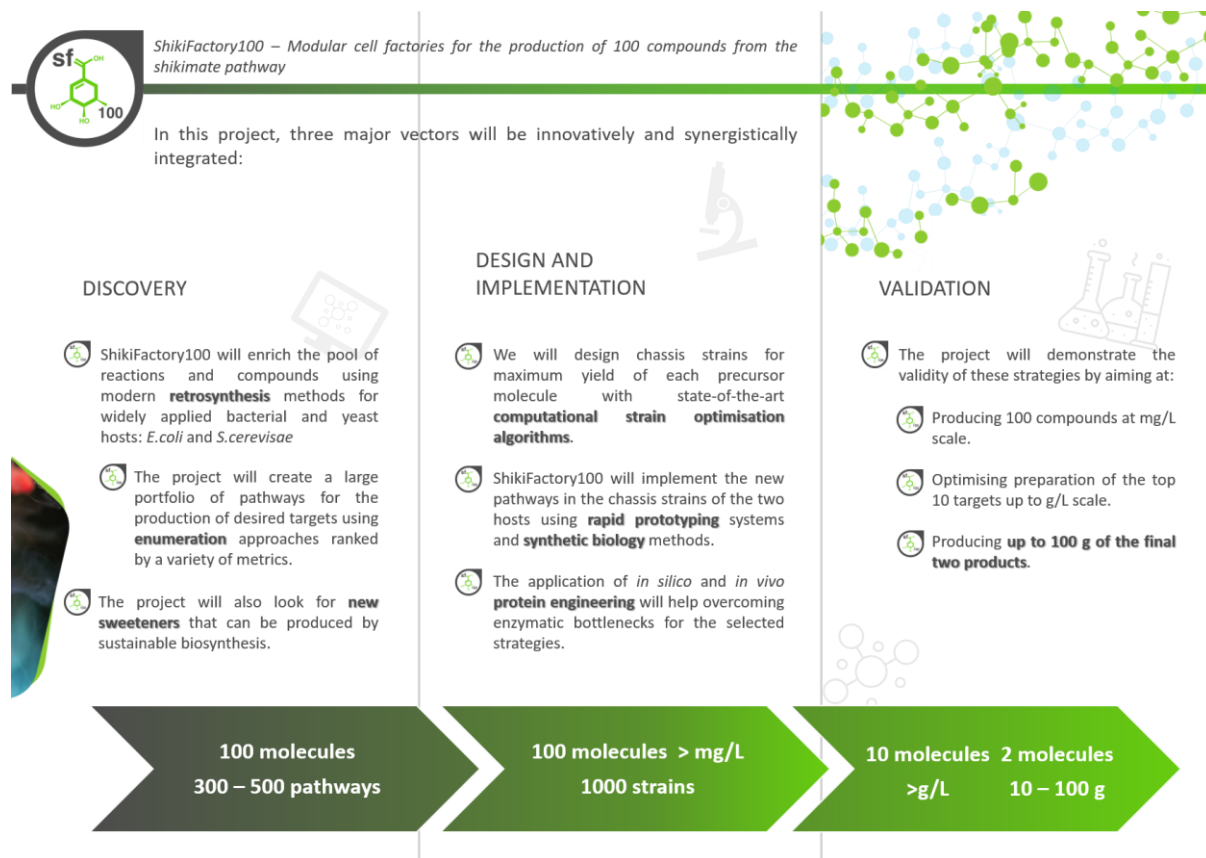 sf
OH
HO
OH
100
ShikiFactory100 – Modular cell factories for the production of 100 compounds from the
shikimate pathway
In this project, three major vectors will be innovatively and synergistically
integrated:
DISCOVERY
ShikiFactory100 will enrich the pool of
reactions and compounds using
modern retrosynthesis methods for
widely applied bacterial and yeast
hosts: E.coli and S.cerevisae
The project will create a large
portfolio of pathways for the
production of desired targets using
enumeration approaches ranked
by a variety of metrics.
The project will also look for new
sweeteners that can be produced by
sustainable biosynthesis.
DESIGN AND
IMPLEMENTATION
We will design chassis strains for
maximum yield of each precursor
molecule with state-of-the-art
computational strain optimisation
algorithms.
ShikiFactory100 will implement the new
pathways in the chassis strains of the two
hosts using rapid prototyping systems
and synthetic biology methods.
The application of in silico and in vivo
protein engineering will help overcoming
enzymatic bottlenecks for the selected
strategies.
VALIDATION
The project will demonstrate the
validity of these strategies by aiming at:
Producing 100 compounds at mg/L
scale.
Optimising preparation of the top
10 targets up to g/L scale.
Producing up to 100 g of the final
two products.
100 molecules
300 – 500 pathways
100 molecules > mg/L
1000 strains
10 molecules 2 molecules
>g/L 10 – 100 g